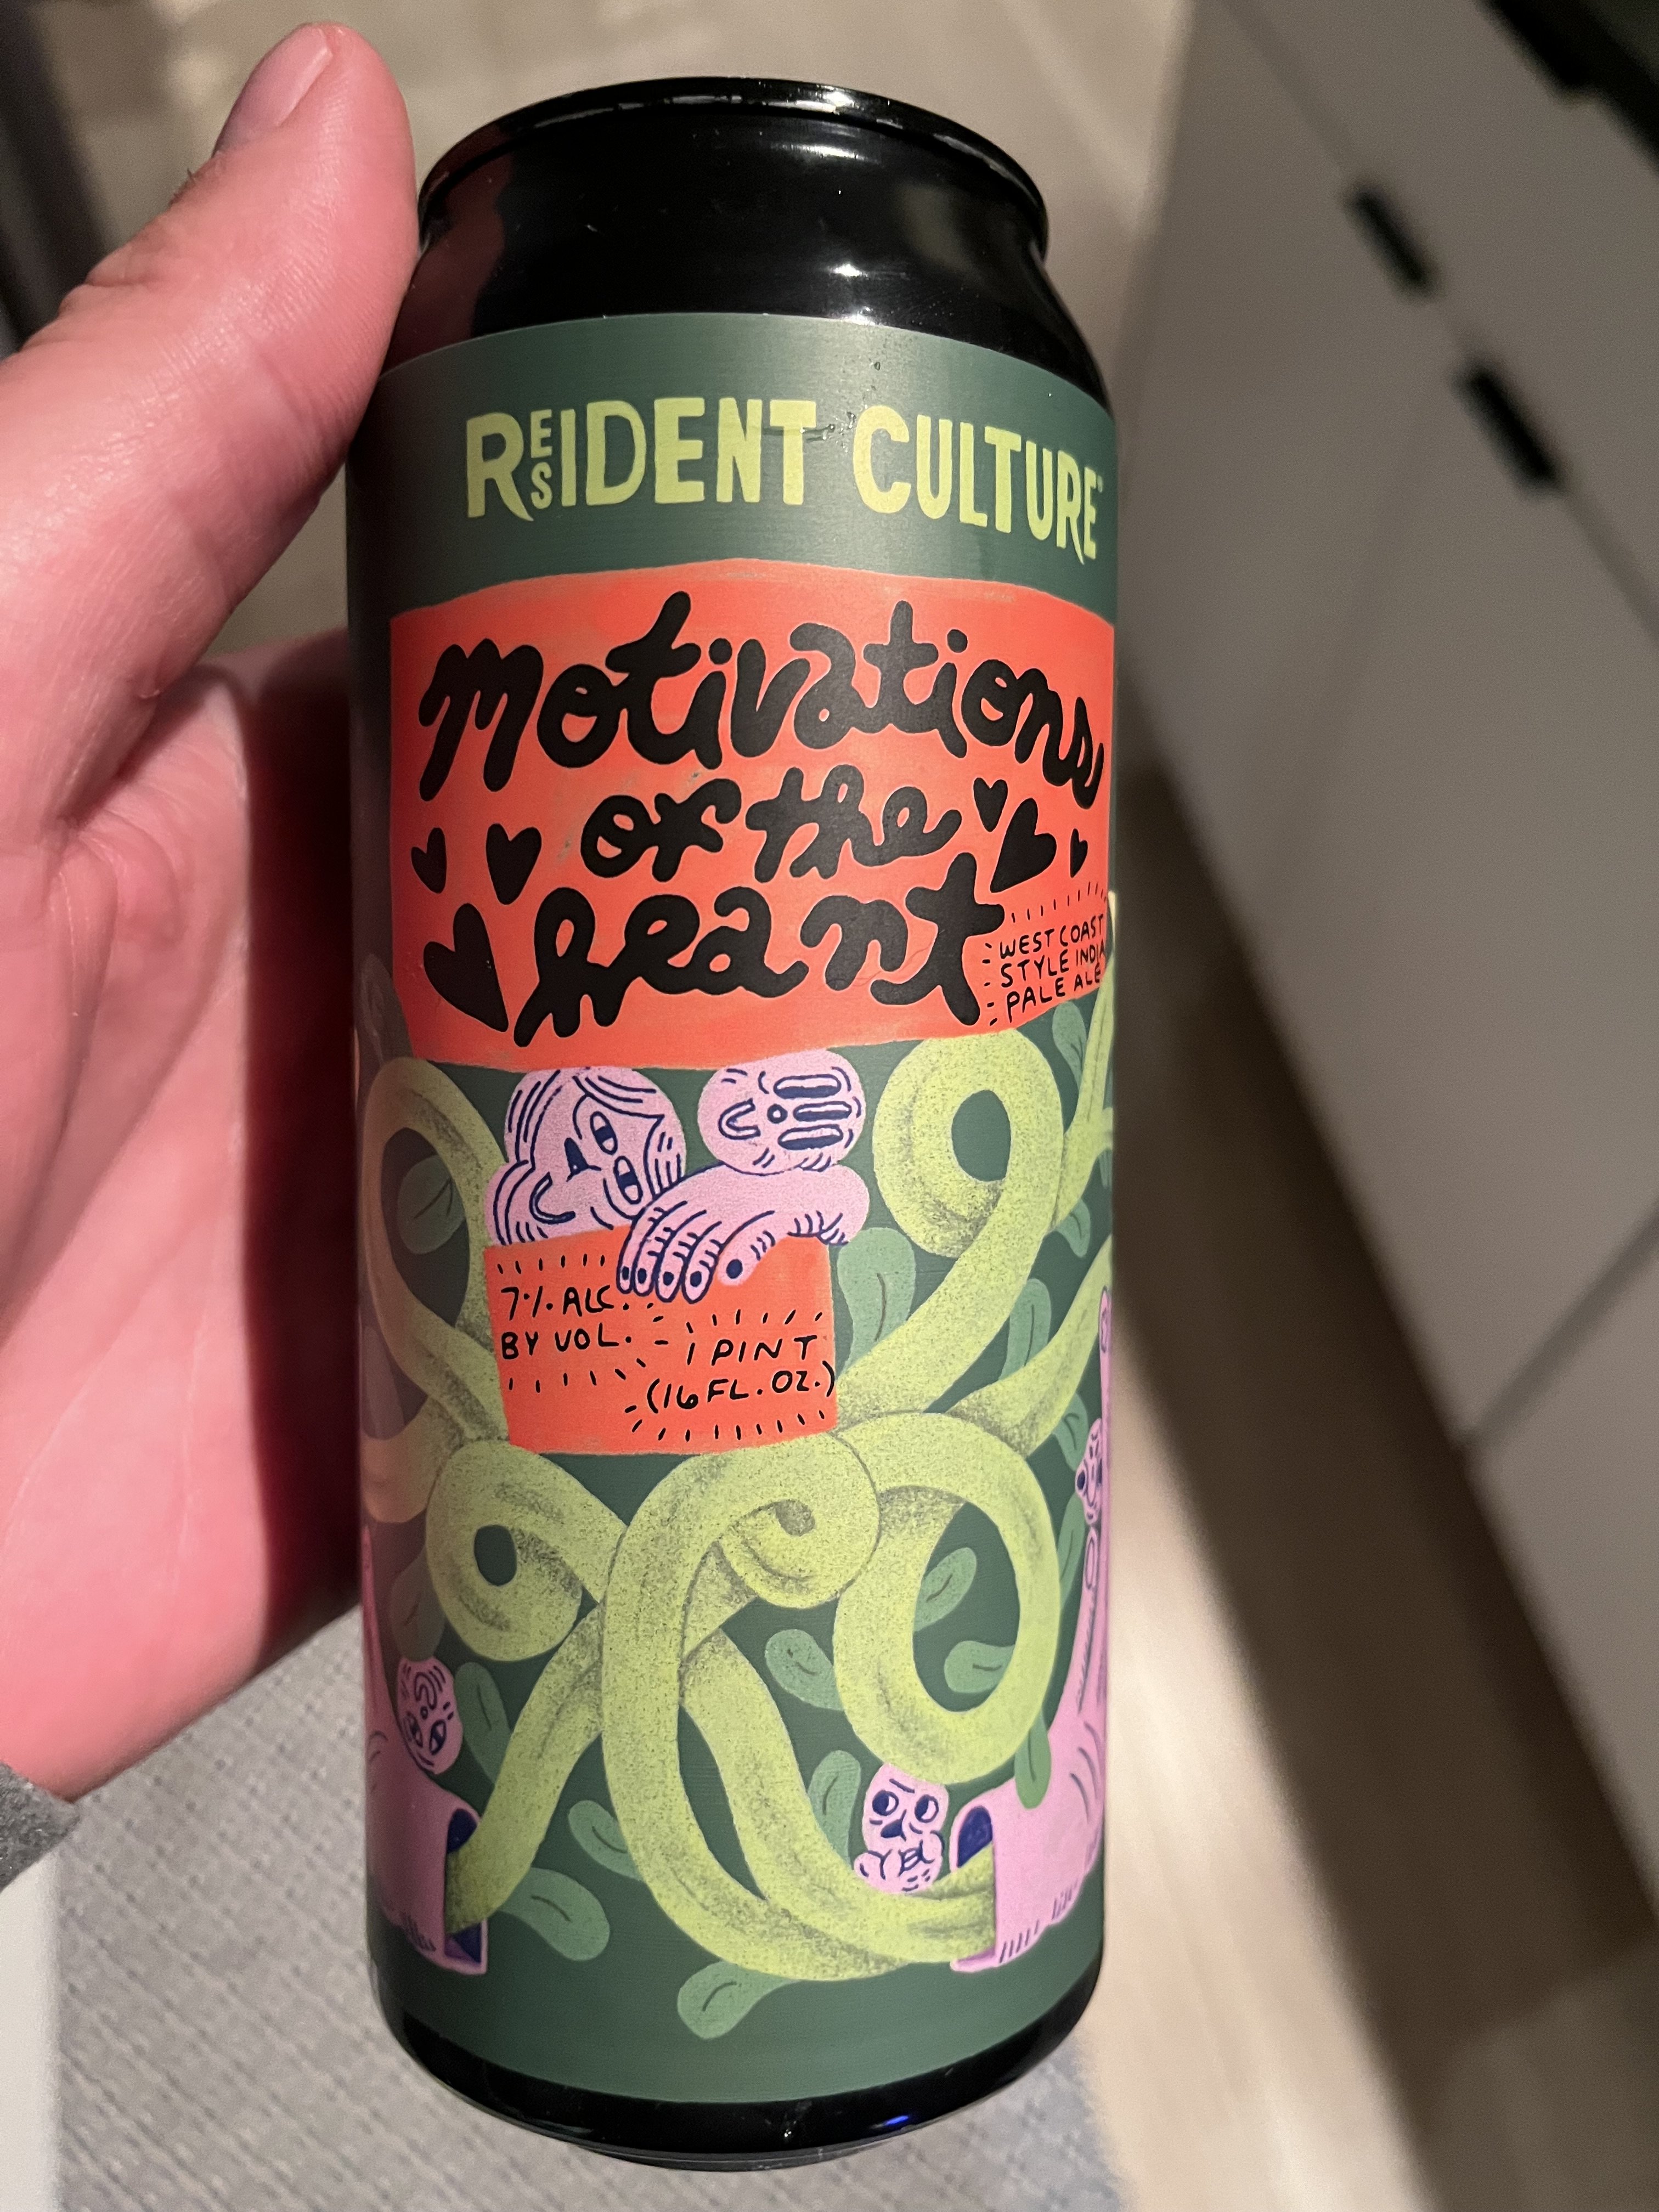 RESIDENT CULTURE
motivations
of the
heart
WEST COAST
STYLE INDIA
PALE ALE
7% ALC.
BY VOL.
1 PINT
(16 FL. OZ.)